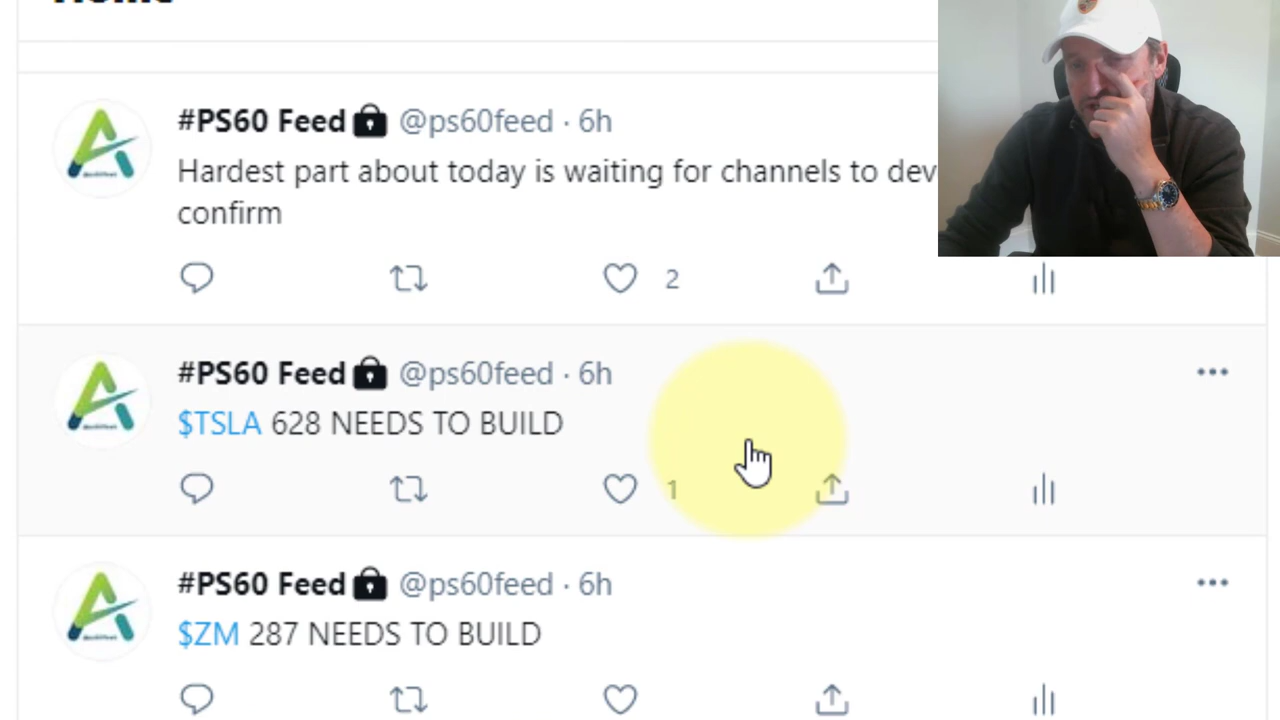 #PS60 Feed @ps60feed · 6h
Hardest part about today is waiting for channels to
confirm
2
#PS60 Feed @ps60feed · 6h
$TSLA 628 NEEDS TO BUILD
1
#PS60 Feed @ps60feed · 6h
$ZM 287 NEEDS TO BUILD